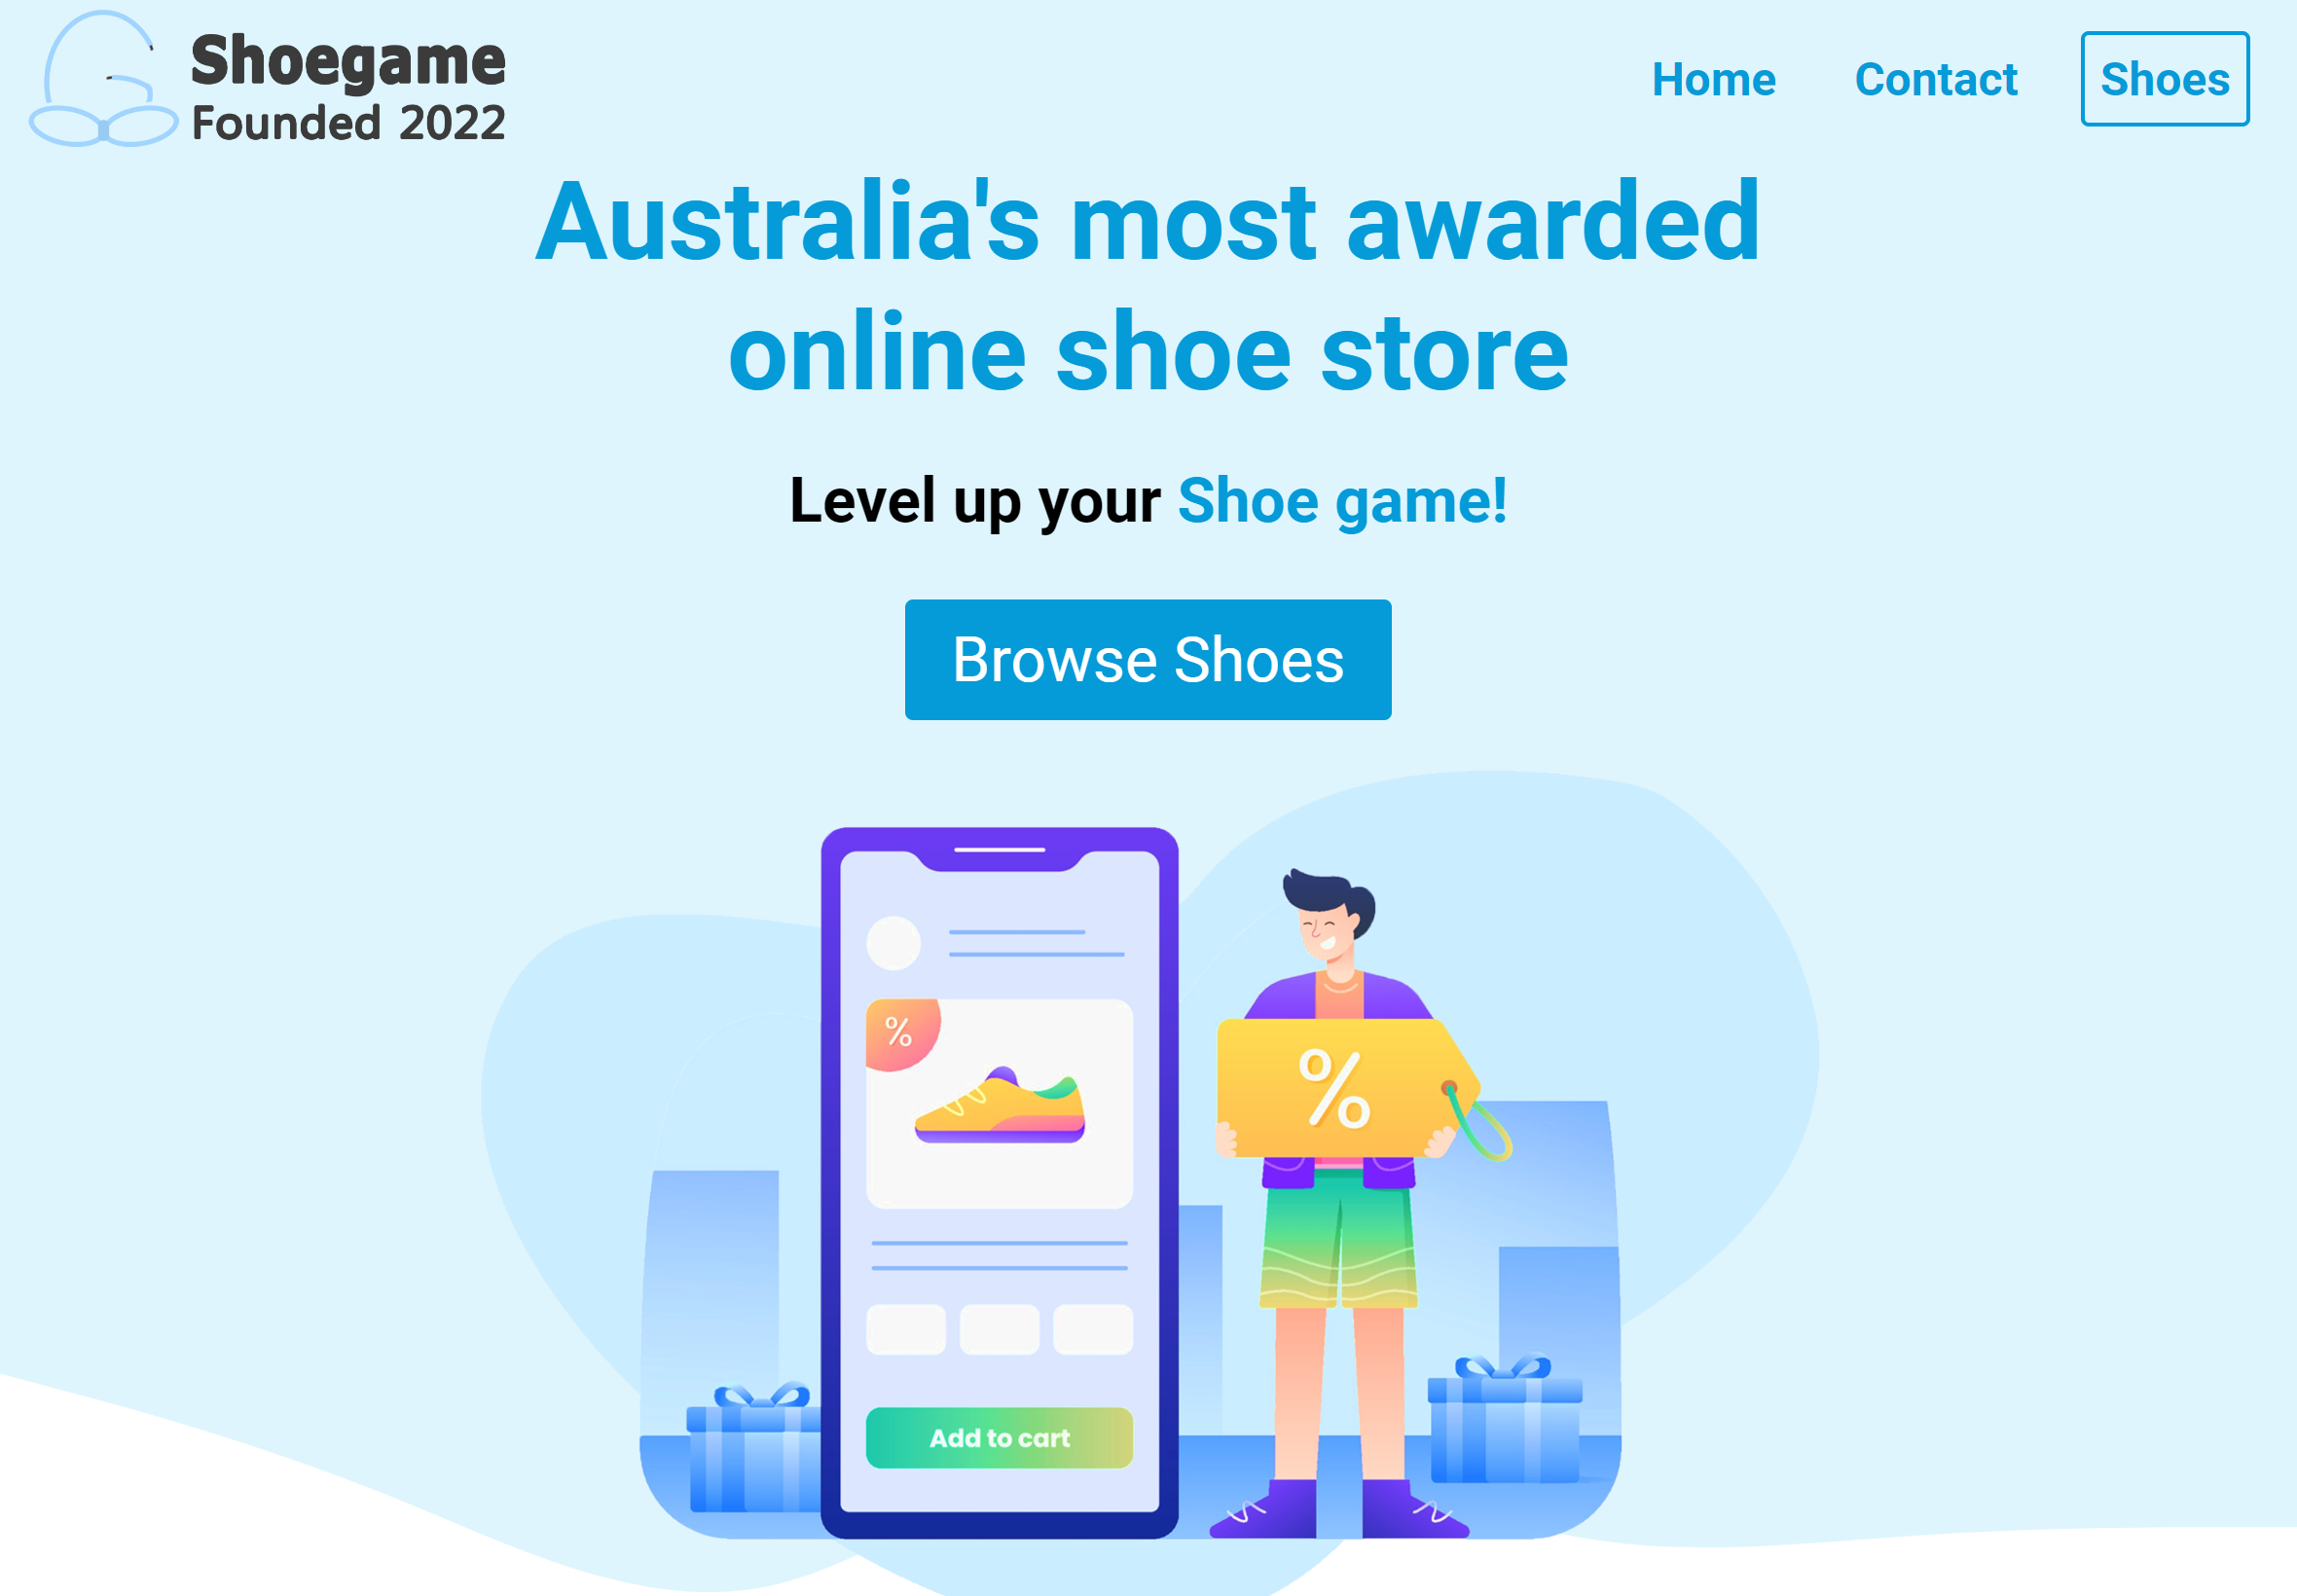 Shoegame
Founded 2022
Home Contact Shoes
Australia's most awarded
online shoe store
Level up your Shoe game!
Browse Shoes
%
%
Add to cart